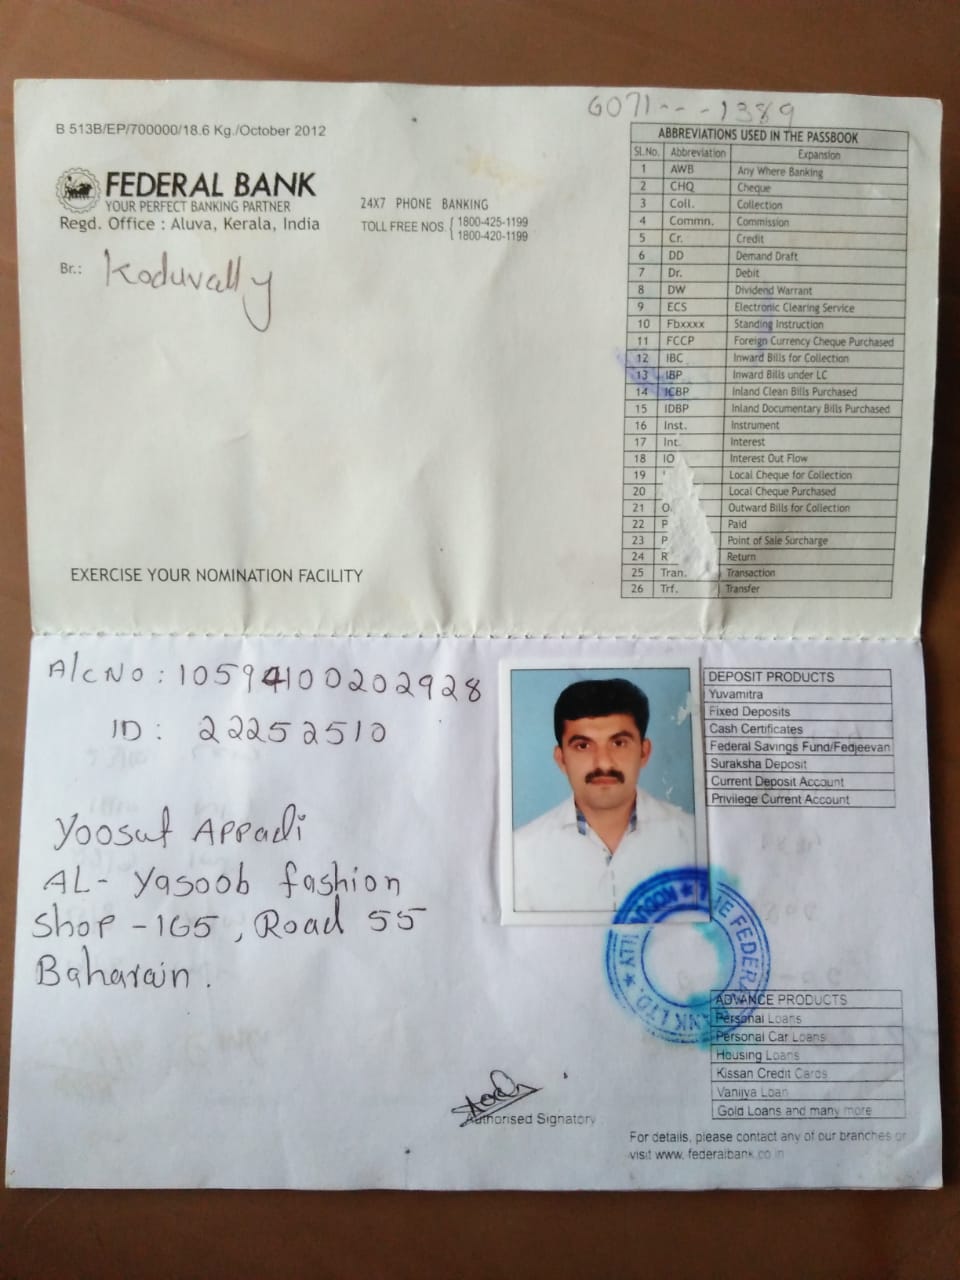 6071---1389
B 513B/EP/700000/18.6 Kg./October 2012
FEDERAL BANK
YOUR PERFECT BANKING PARTNER
Regd. Office : Aluva, Kerala, India
24X7 PHONE BANKING
TOLL FREE NOS. { 1800-425-1199
1800-420-1199
Br.: Koduvally
EXERCISE YOUR NOMINATION FACILITY
ABBREVIATIONS USED IN THE PASSBOOK
Sl.No. Abbreviation Expansion
1 AWB Any Where Banking
2 CHQ Cheque
3 Coll. Collection
4 Commn. Commission
5 Cr. Credit
6 DD Demand Draft
7 Dr. Debit
8 DW Dividend Warrant
9 ECS Electronic Clearing Service
10 Fbxxxx Standing Instruction
11 FCCP Foreign Currency Cheque Purchased
12 IBC Inward Bills for Collection
13 IBP Inward Bills under LC
14 ICBP Inland Clean Bills Purchased
15 IDBP Inland Documentary Bills Purchased
16 Inst. Instrument
17 Int. Interest
18 IO Interest Out Flow
19 Local Cheque for Collection
20 Local Cheque Purchased
21 O Outward Bills for Collection
22 P Paid
23 P Point of Sale Surcharge
24 R Return
25 Tran. Transaction
26 Trf. Transfer
A/c No : 10594100202928
ID : 22252510
Yoosuf Appadi
AL- Yasoob fashion
Shop -165, Road 55
Baharain.
DEPOSIT PRODUCTS
Yuvamitra
Fixed Deposits
Cash Certificates
Federal Savings Fund/Fedjeevan
Suraksha Deposit
Current Deposit Account
Privilege Current Account
THE FEDERAL BANK LTD.
ADVANCE PRODUCTS
Personal Loans
Personal Car Loans
Housing Loans
Kissan Credit Cards
Vanijya Loan
Gold Loans and many more
Authorised Signatory
For details, please contact any of our branches or
visit www. federalbank.co.in